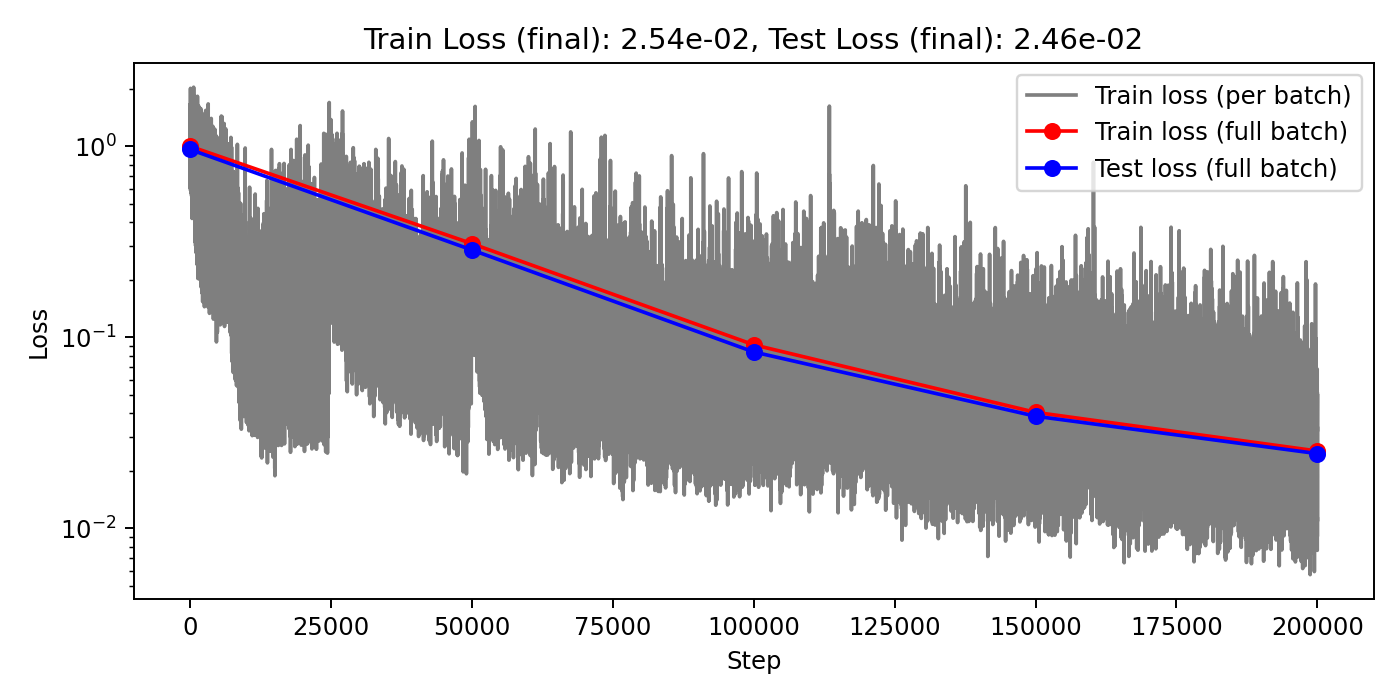 Train Loss (final): 2.54e-02, Test Loss (final): 2.46e-02
Train loss (per batch)
Train loss (full batch)
Test loss (full batch)
Loss
10⁰
10⁻¹
10⁻²
0 25000 50000 75000 100000 125000 150000 175000 200000
Step